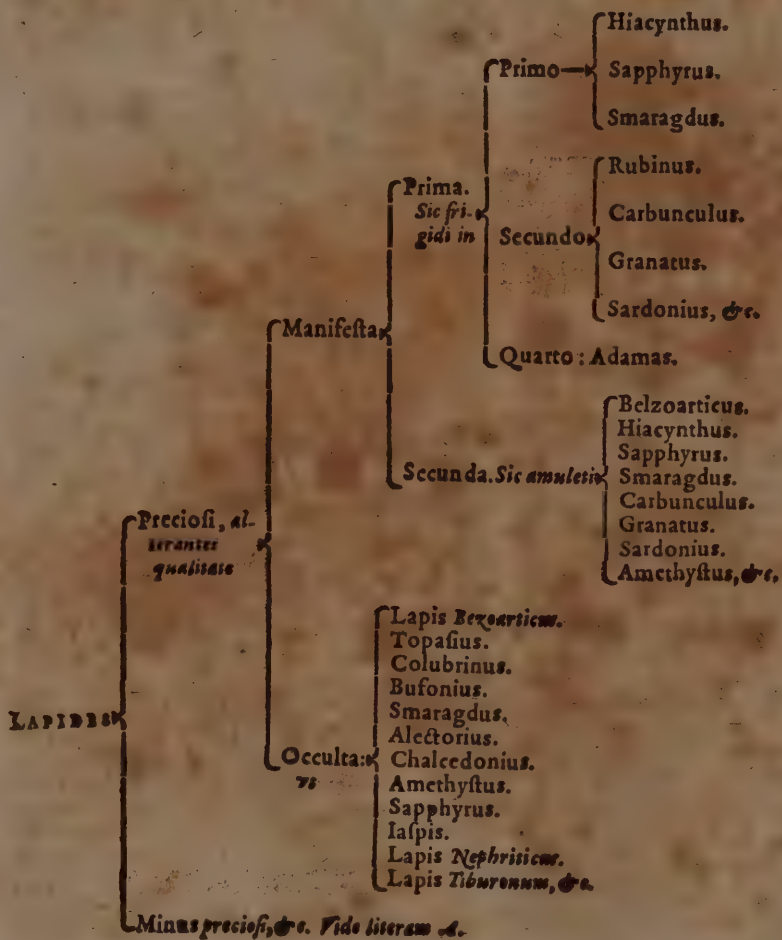 Hiacynthus.
Primo
Sapphyrus.
Smaragdus.
Rubinus.
Prima.
Sic fri-
gidi in
Carbunculus.
Secundo
Granatus.
Sardonius, &c.
Manifeſta
Quarto: Adamas.
Belzoarticus.
Hiacynthus.
Sapphyrus.
Secunda. Sic amuleti
Smaragdus.
Carbunculus.
Granatus.
Sardonius.
Amethyſtus, &c.
Precioſi, al-
terantes
qualitate
Lapis Bezoarticus.
Topaſius.
Colubrinus.
Bufonius.
Smaragdus.
Alectorius.
LAPIDES
Occulta:
vt
Chalcedonius.
Amethyſtus.
Sapphyrus.
Iaſpis.
Lapis Nephriticus.
Lapis Tiburonum, &c.
Minus precioſi, &c. Vide literam A.